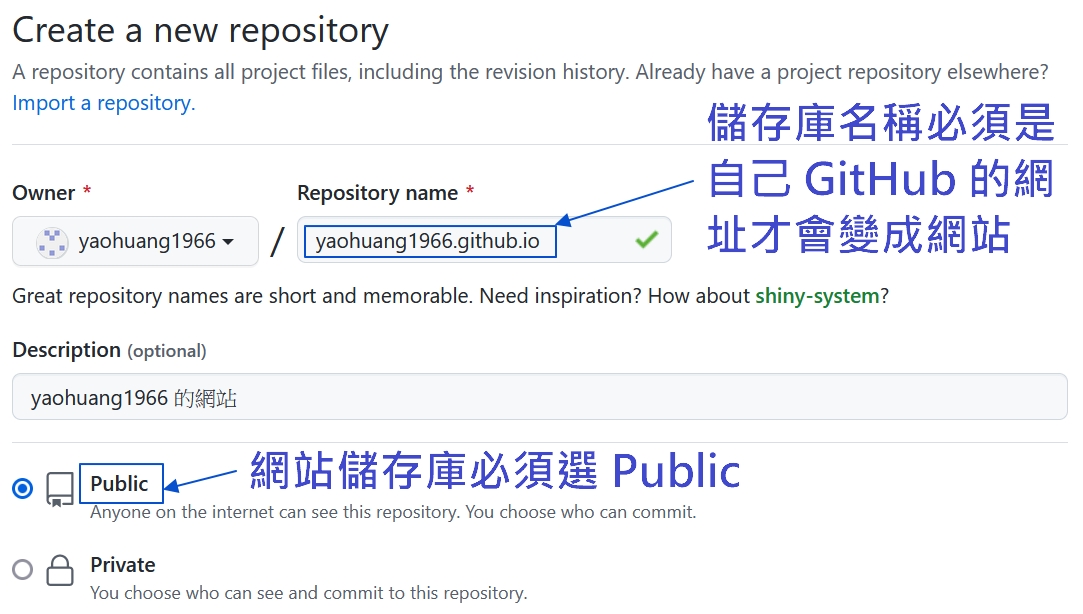 Create a new repository
A repository contains all project files, including the revision history. Already have a project repository elsewhere?
Import a repository.
儲存庫名稱必須是
自己 GitHub 的網
址才會變成網站
Owner *
Repository name *
yaohuang1966
/
yaohuang1966.github.io
Great repository names are short and memorable. Need inspiration? How about shiny-system?
Description (optional)
yaohuang1966 的網站
Public
網站儲存庫必須選 Public
Anyone on the internet can see this repository. You choose who can commit.
Private
You choose who can see and commit to this repository.